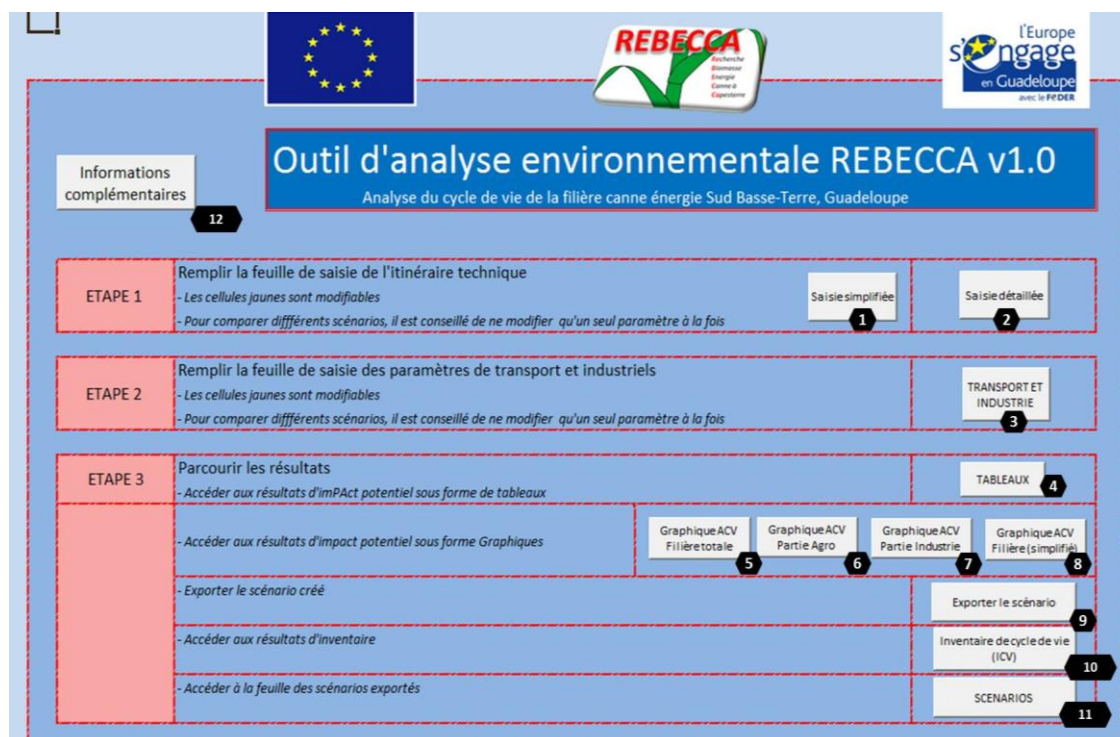 REBECCA
Recherche
Biomasse
Energie
Canne à
Capesterre
l'Europe
s'engage
en Guadeloupe
avec le FEDER
Informations
complémentaires
12
Outil d'analyse environnementale REBECCA v1.0
Analyse du cycle de vie de la filière canne énergie Sud Basse-Terre, Guadeloupe
ETAPE 1
Remplir la feuille de saisie de l'itinéraire technique
- Les cellules jaunes sont modifiables
- Pour comparer diffférents scénarios, il est conseillé de ne modifier qu'un seul paramètre à la fois
Saisie simplifiée
1
Saisie détaillée
2
ETAPE 2
Remplir la feuille de saisie des paramètres de transport et industriels
- Les cellules jaunes sont modifiables
- Pour comparer diffférents scénarios, il est conseillé de ne modifier qu'un seul paramètre à la fois
TRANSPORT ET
INDUSTRIE
3
ETAPE 3
Parcourir les résultats
- Accéder aux résultats d'imPAct potentiel sous forme de tableaux
TABLEAUX
4
- Accéder aux résultats d'impact potentiel sous forme Graphiques
Graphique ACV
Filière totale
5
Graphique ACV
Partie Agro
6
Graphique ACV
Partie Industrie
7
Graphique ACV
Filière (simplifié)
8
- Exporter le scénario créé
Exporter le scénario
9
- Accéder aux résultats d'inventaire
Inventaire de cycle de vie
(ICV)
10
- Accéder à la feuille des scénarios exportés
SCENARIOS
11